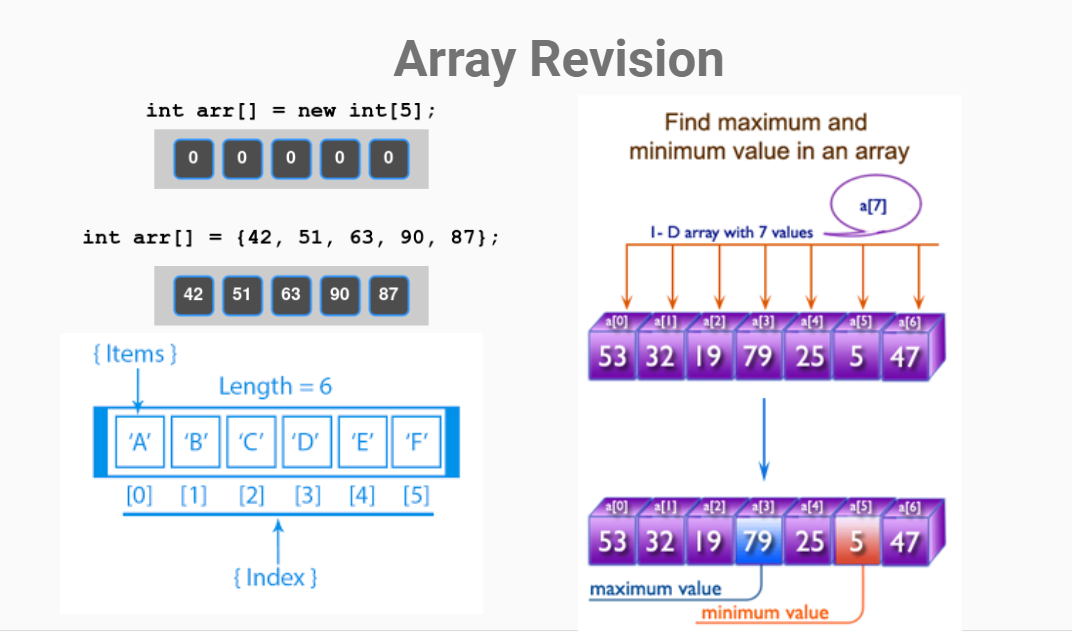 Array Revision
int arr[] = new int[5];
0 0 0 0 0
int arr[] = {42, 51, 63, 90, 87};
42 51 63 90 87
{ Items }
Length = 6
‘A’ ‘B’ ‘C’ ‘D’ ‘E’ ‘F’
[0] [1] [2] [3] [4] [5]
{ Index }
Find maximum and
minimum value in an array
a[7]
1- D array with 7 values
a[0] a[1] a[2] a[3] a[4] a[5] a[6]
53 32 19 79 25 5 47
a[0] a[1] a[2] a[3] a[4] a[5] a[6]
53 32 19 79 25 5 47
maximum value
minimum value